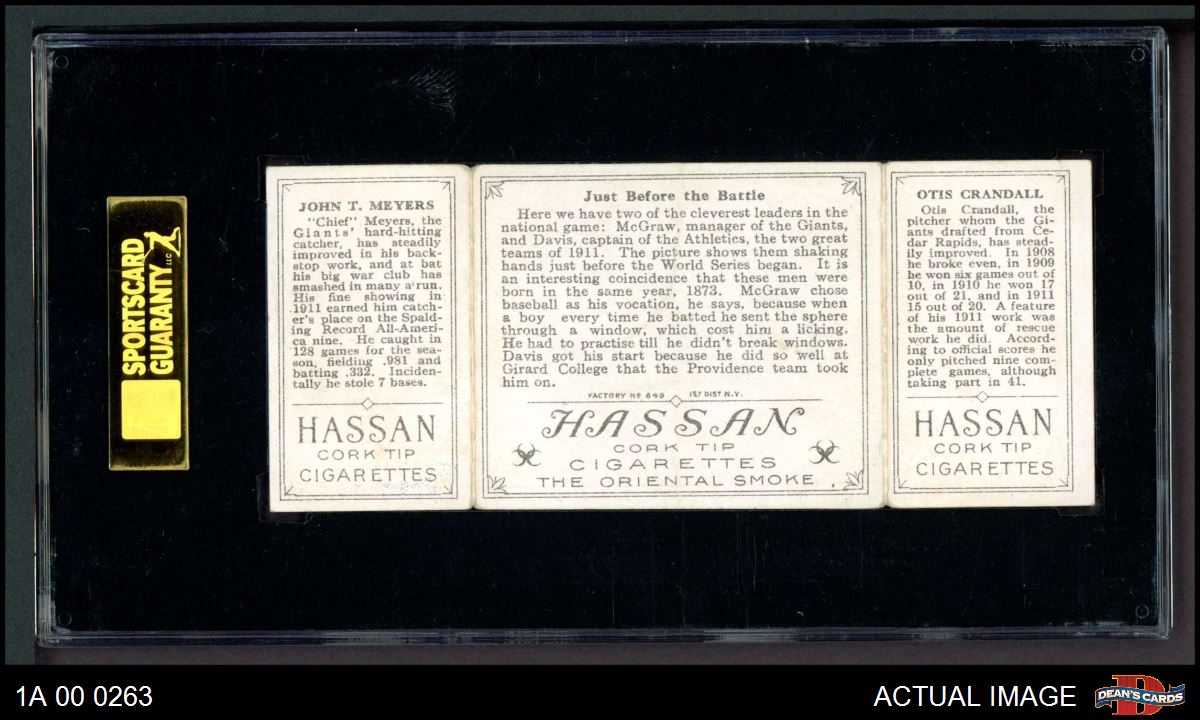 SPORTSCARD
GUARANTY LLC
JOHN T. MEYERS
"Chief" Meyers, the
Giants' hard-hitting
catcher, has steadily
improved in his back-
stop work, and at bat
his big war club has
smashed in many a run.
His fine showing in
1911 earned him catch-
er's place on the Spald-
ing Record All-Ameri-
ca nine. He caught in
128 games for the sea-
son, fielding .981 and
batting .332. Inciden-
tally he stole 7 bases.
HASSAN
CORK TIP
CIGARETTES
Just Before the Battle
Here we have two of the cleverest leaders in the
national game: McGraw, manager of the Giants,
and Davis, captain of the Athletics, the two great
teams of 1911. The picture shows them shaking
hands just before the World Series began. It is
an interesting coincidence that these men were
born in the same year, 1873. McGraw chose
baseball as his vocation, he says, because when
a boy every time he batted he sent the sphere
through a window, which cost him a licking.
He had to practise till he didn't break windows.
Davis got his start because he did so well at
Girard College that the Providence team took
him on.
FACTORY Nº 649 1ST DIST N.Y.
HASSAN
CORK TIP
CIGARETTES
THE ORIENTAL SMOKE
OTIS CRANDALL
Otis Crandall, the
pitcher whom the Gi-
ants drafted from Ce-
dar Rapids, has stead-
ily improved. In 1908
he broke even, in 1909
he won six games out of
10, in 1910 he won 17
out of 21, and in 1911
15 out of 20. A feature
of his 1911 work was
the amount of rescue
work he did. Accord-
ing to official scores he
only pitched nine com-
plete games, although
taking part in 41.
HASSAN
CORK TIP
CIGARETTES
1A 00 0263
ACTUAL IMAGE
DEAN'S CARDS